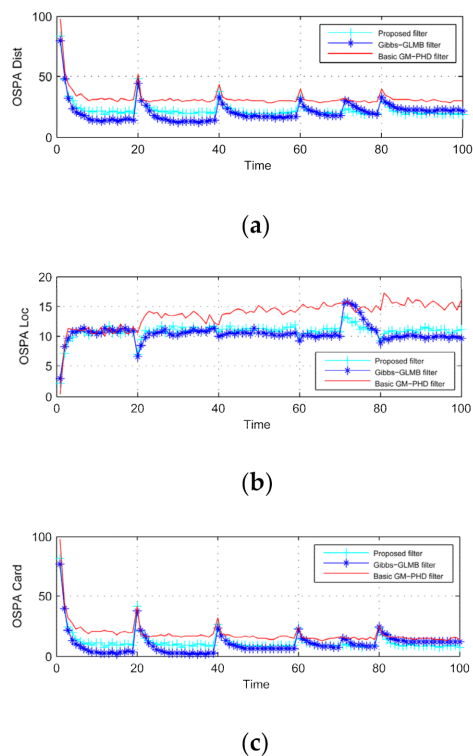 100
50
0
OSPA Dist
Proposed filter
Gibbs-GLMB filter
Basic GM-PHD filter
0 20 40 60 80 100
Time
(a)
20
15
10
5
0
OSPA Loc
Proposed filter
Gibbs-GLMB filter
Basic GM-PHD filter
0 20 40 60 80 100
Time
(b)
100
50
0
OSPA Card
Proposed filter
Gibbs-GLMB filter
Basic GM-PHD filter
0 20 40 60 80 100
Time
(c)